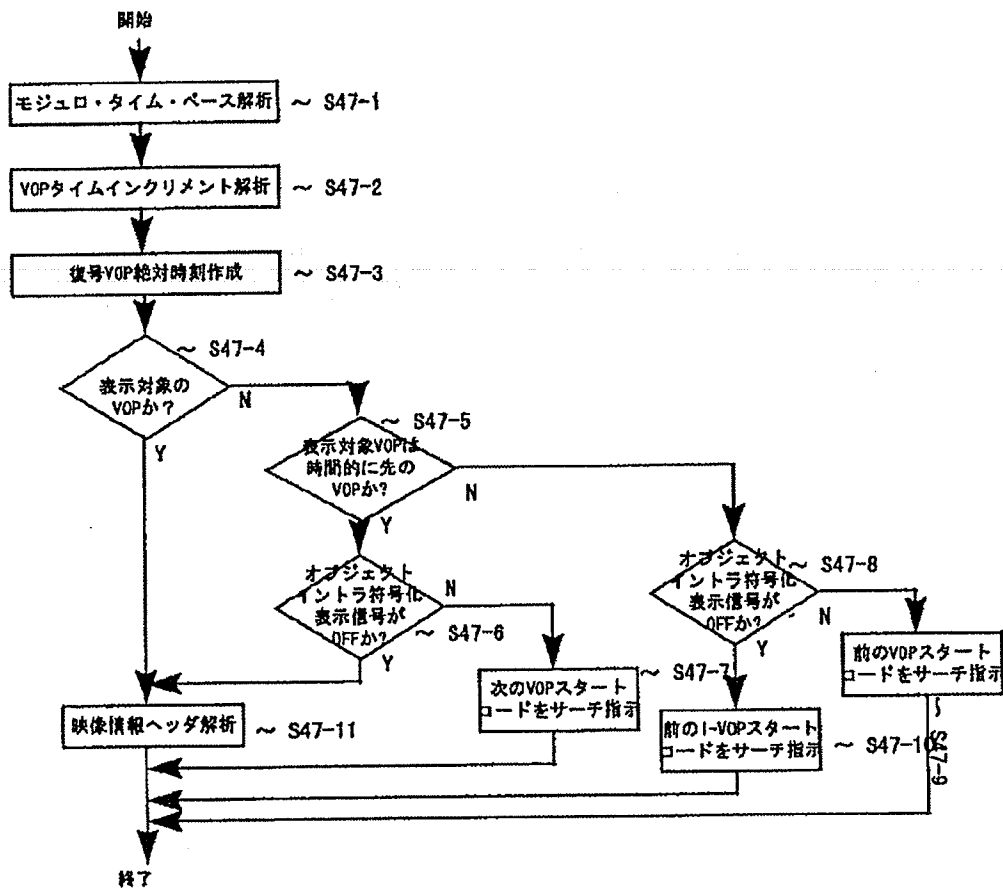 開始
モジュロ・タイム・ベース解析
～ S47-1
VOPタイムインクリメント解析
～ S47-2
復号VOP絶対時刻作成
～ S47-3
～ S47-4
表示対象の
VOPか？
N
Y
～ S47-5
表示対象VOPは
時間的に先の
VOPか？
N
Y
オブジェクト
イントラ符号化
表示信号が
OFFか？
N
～ S47-6
Y
オブジェクト
イントラ符号化
表示信号が
OFFか？
～ S47-8
N
Y
次のVOPスタート
コードをサーチ指示
～ S47-7
前のVOPスタート
コードをサーチ指示
～ S47-9
前のI-VOPスタート
コードをサーチ指示
～ S47-10
映像情報ヘッダ解析
～ S47-11
終了